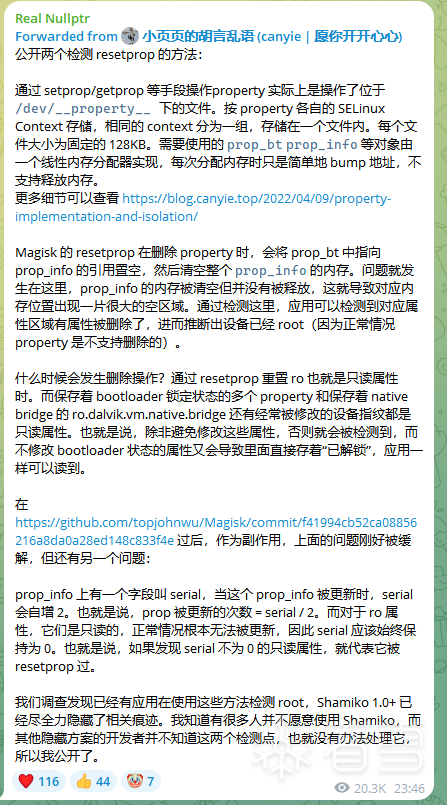 Real Nullptr
Forwarded from 小页页的胡言乱语 (canyie | 愿你开开心心)
公开两个检测 resetprop 的方法：
通过 setprop/getprop 等手段操作property 实际上是操作了位于
/dev/__property__ 下的文件。按 property 各自的 SELinux
Context 存储，相同的 context 分为一组，存储在一个文件内。每个文
件大小为固定的 128KB。需要使用的 prop_bt prop_info 等对象由
一个线性内存分配器实现，每次分配内存时只是简单地 bump 地址，不
支持释放内存。
更多细节可以查看 https://blog.canyie.top/2022/04/09/property-
implementation-and-isolation/
Magisk 的 resetprop 在删除 property 时，会将 prop_bt 中指向
prop_info 的引用置空，然后清空整个 prop_info 的内存。问题就发
生在这里，prop_info 的内存被清空但并没有被释放，这就导致对应内
存位置出现一片很大的空区域。通过检测这里，应用可以检测到对应属
性区域有属性被删除了，进而推断出设备已经 root（因为正常情况
property 是不支持删除的）。
什么时候会发生删除操作？通过 resetprop 重置 ro 也就是只读属性
时。而保存着 bootloader 锁定状态的多个 property 和保存着 native
bridge 的 ro.dalvik.vm.native.bridge 还有经常被修改的设备指纹都是
只读属性。也就是说，除非避免修改这些属性，否则就会被检测到，而
不修改 bootloader 状态的属性又会导致里面直接存着“已解锁”，应用一
样可以读到。
在
https://github.com/topjohnwu/Magisk/commit/f41994cb52ca08856
216a8da0a28ed148c833f4e 过后，作为副作用，上面的问题刚好被缓
解，但还有另一个问题：
prop_info 上有一个字段叫 serial，当这个 prop_info 被更新时，serial
会自增 2。也就是说，prop 被更新的次数 = serial / 2。而对于 ro 属
性，它们是只读的，正常情况根本无法被更新，因此 serial 应该始终保
持为 0。也就是说，如果发现 serial 不为 0 的只读属性，就代表它被
resetprop 过。
我们调查发现已经有应用在使用这些方法检测 root，Shamiko 1.0+ 已
经尽全力隐藏了相关痕迹。我知道有很多人并不愿意使用 Shamiko，而
其他隐藏方案的开发者并不知道这两个检测点，也就没有办法处理它，
所以我公开了。
116 44 7
20.3K 23:46